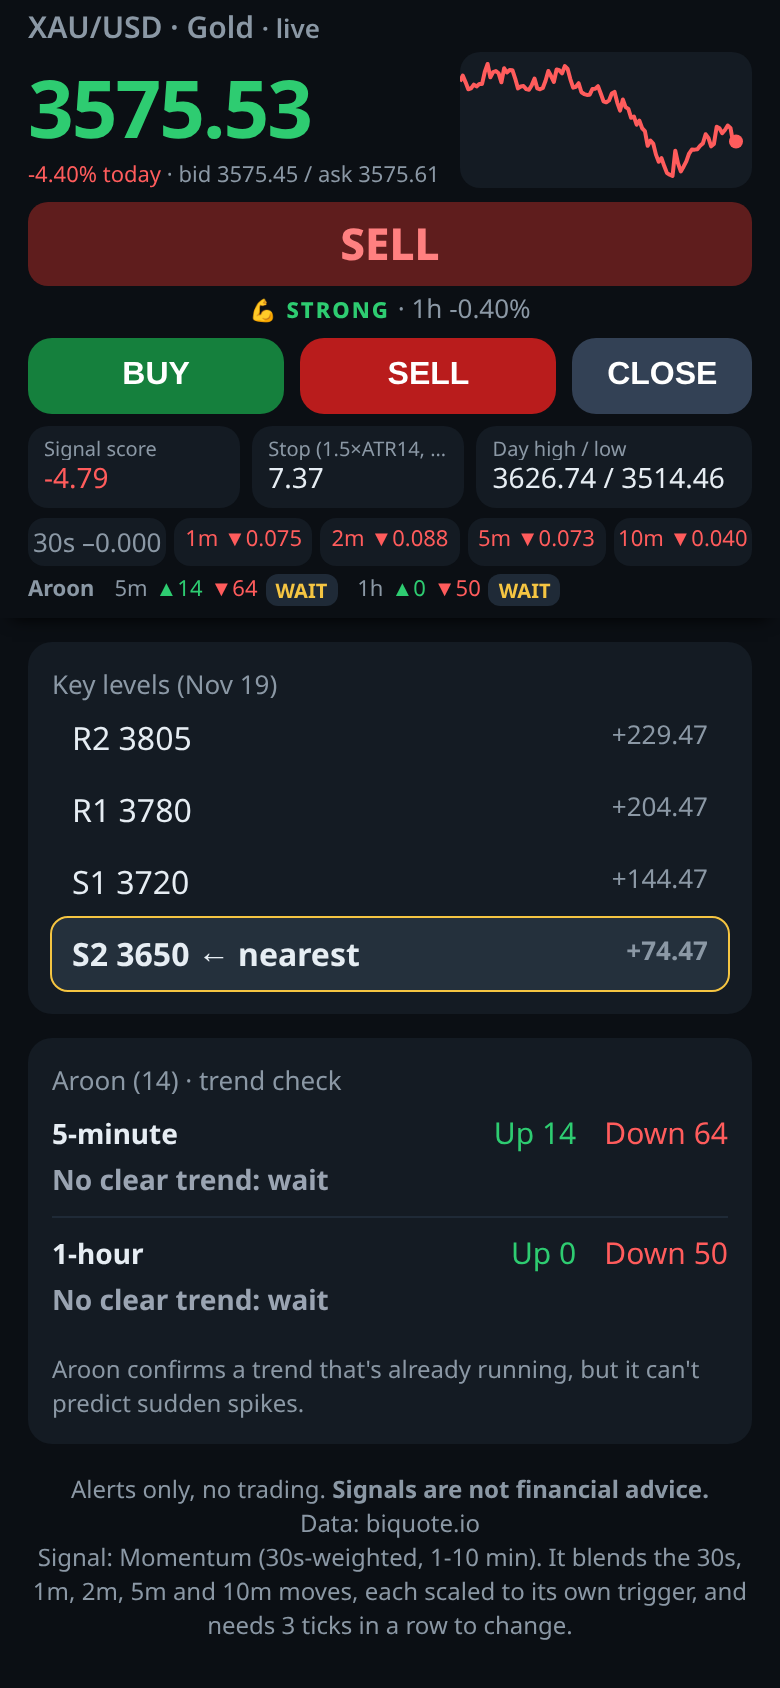 XAU/USD · Gold · live
3575.53
-4.40% today · bid 3575.45 / ask 3575.61
SELL
💪 STRONG · 1h -0.40%
BUY SELL CLOSE
Signal score Stop (1.5×ATR14, ... Day high / low
-4.79 7.37 3626.74 / 3514.46
30s –0.000 1m ▼0.075 2m ▼0.088 5m ▼0.073 10m ▼0.040
Aroon 5m ▲14 ▼64 WAIT 1h ▲0 ▼50 WAIT
Key levels (Nov 19)
R2 3805 +229.47
R1 3780 +204.47
S1 3720 +144.47
S2 3650 ← nearest +74.47
Aroon (14) · trend check
5-minute Up 14 Down 64
No clear trend: wait
1-hour Up 0 Down 50
No clear trend: wait
Aroon confirms a trend that's already running, but it can't
predict sudden spikes.
Alerts only, no trading. Signals are not financial advice.
Data: biquote.io
Signal: Momentum (30s-weighted, 1-10 min). It blends the 30s,
1m, 2m, 5m and 10m moves, each scaled to its own trigger, and
needs 3 ticks in a row to change.